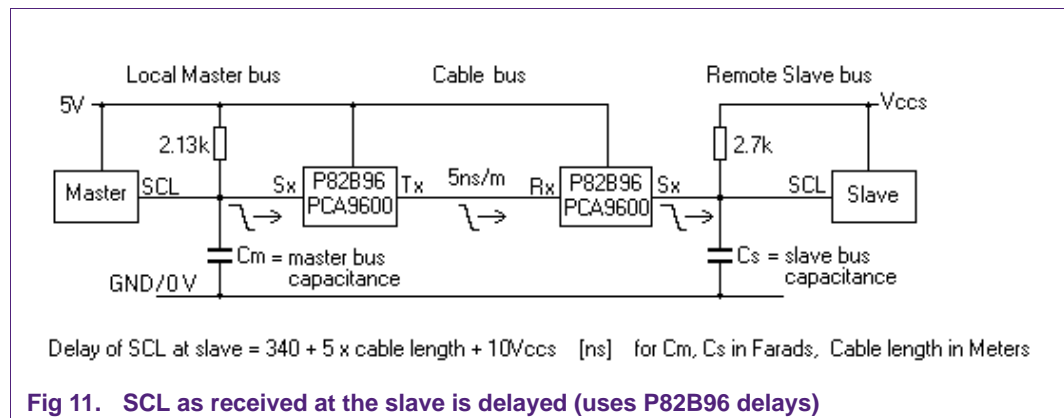 Local Master bus Cable bus Remote Slave bus
5V Vccs
2.13k 2.7k
Master SCL Sx P82B96 PCA9600 Tx 5ns/m Rx P82B96 PCA9600 Sx SCL Slave
Cm = master bus capacitance
Cs = slave bus capacitance
GND/0 V
Delay of SCL at slave = 340 + 5 x cable length + 10Vccs [ns] for Cm, Cs in Farads, Cable length in Meters
Fig 11. SCL as received at the slave is delayed (uses P82B96 delays)